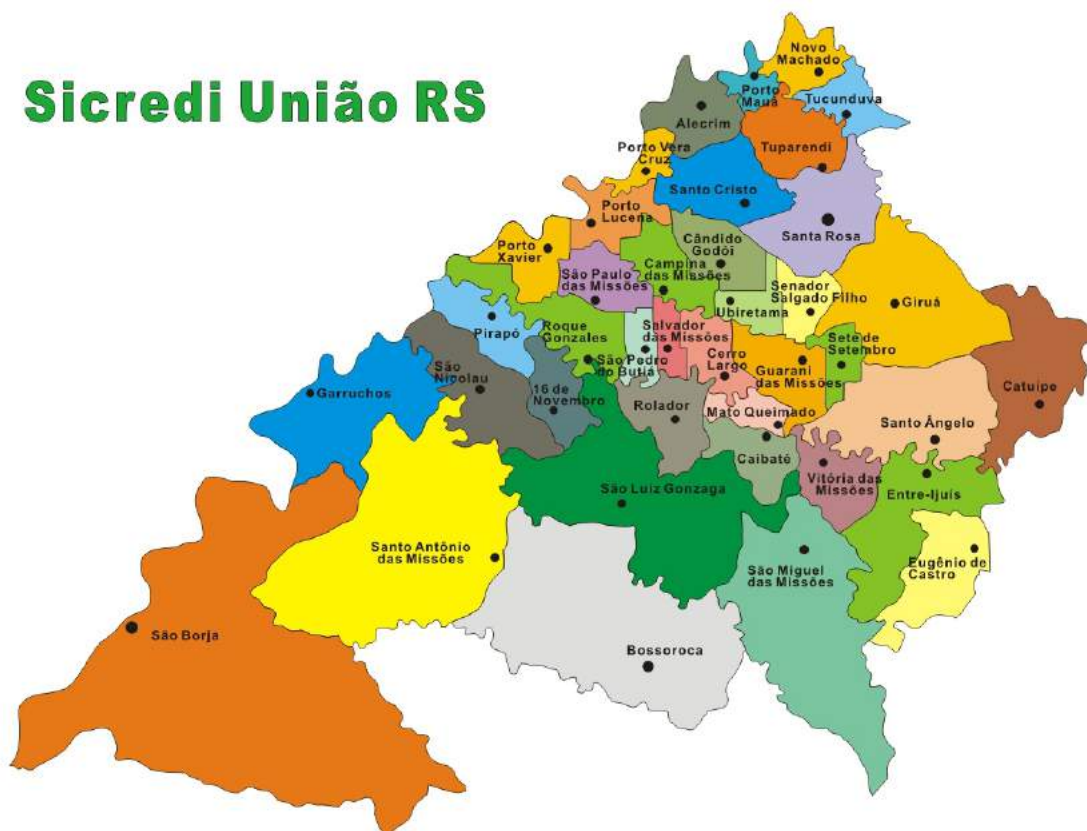 Sicredi União RS
Novo
Machado
Porto
Mauá
Tucunduva
Alecrim
Tuparendi
Porto Vera
Cruz
Santo Cristo
Porto
Lucena
Santa Rosa
Cândido
Godói
Porto
Xavier
São Paulo
das Missões
Campina
das Missões
Senador
Salgado Filho
Giruá
Ubiretama
Pirapó
Roque
Gonzales
Salvador
das Missões
Sete de
Setembro
São Pedro
do Butiá
Cerro
Largo
Guarani
das Missões
São
Nicolau
Garruchos
16 de
Novembro
Catuípe
Rolador
Mato Queimado
Santo Ângelo
Caibaté
Vitória das
Missões
Entre-Ijuís
São Luiz Gonzaga
Santo Antônio
das Missões
São Miguel
das Missões
Eugênio de
Castro
São Borja
Bossoroca